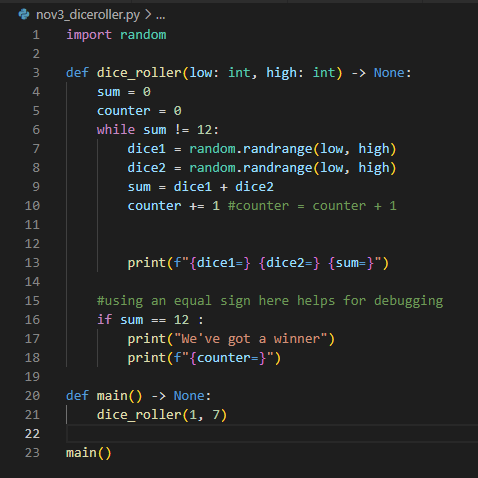 nov3_diceroller.py > ...
1 import random
2
3 def dice_roller(low: int, high: int) -> None:
4     sum = 0
5     counter = 0
6     while sum != 12:
7         dice1 = random.randrange(low, high)
8         dice2 = random.randrange(low, high)
9         sum = dice1 + dice2
10         counter += 1 #counter = counter + 1
11
12
13         print(f"{dice1=} {dice2=} {sum=}")
14
15     #using an equal sign here helps for debugging
16     if sum == 12 :
17         print("We've got a winner")
18         print(f"{counter=}")
19
20 def main() -> None:
21     dice_roller(1, 7)
22
23 main()